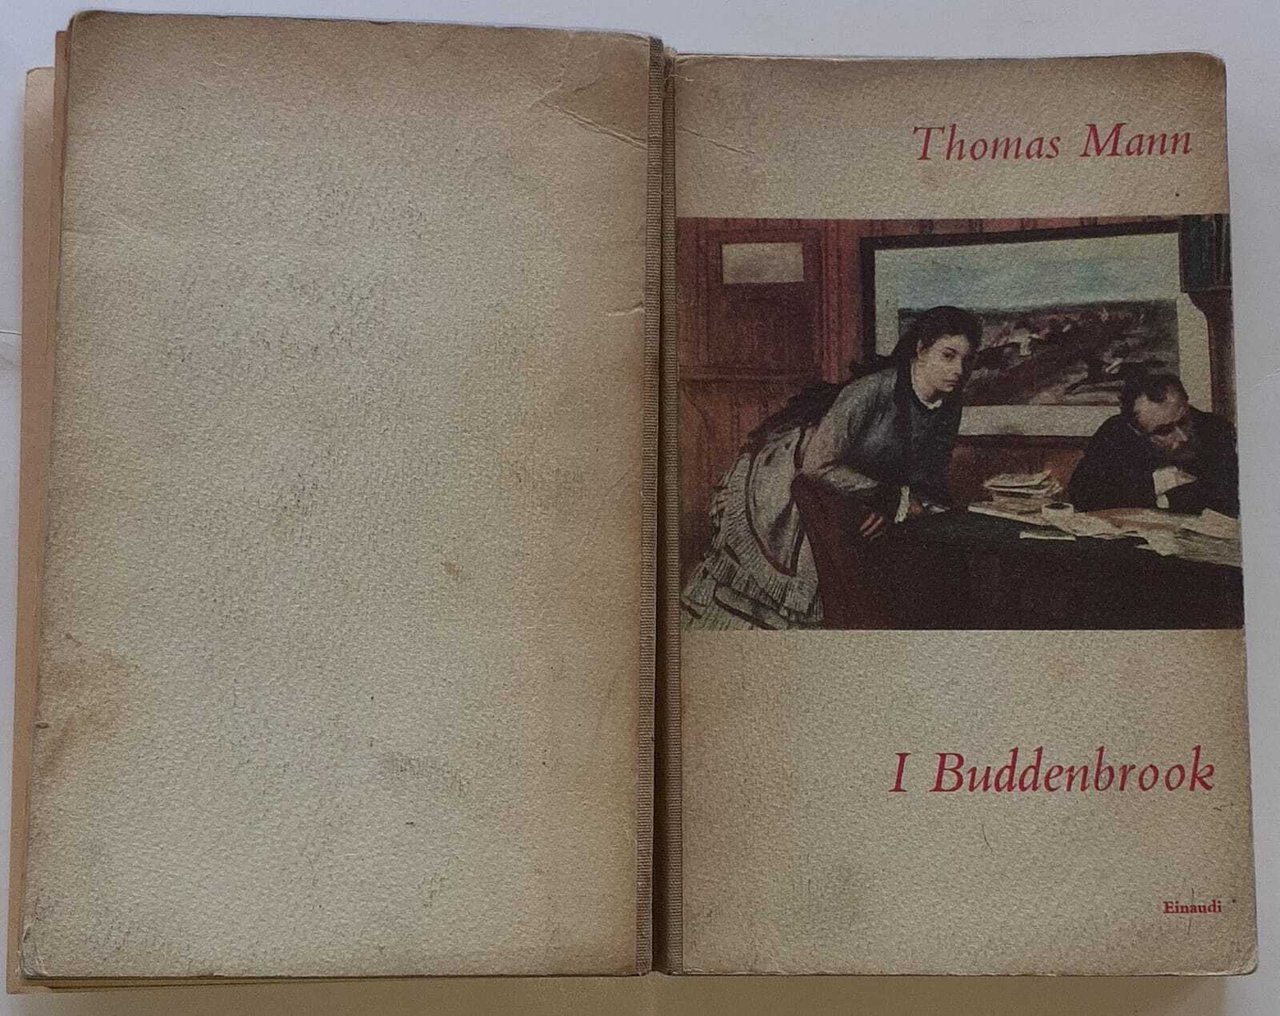 Thomas Mann
I Buddenbrook
Einaudi